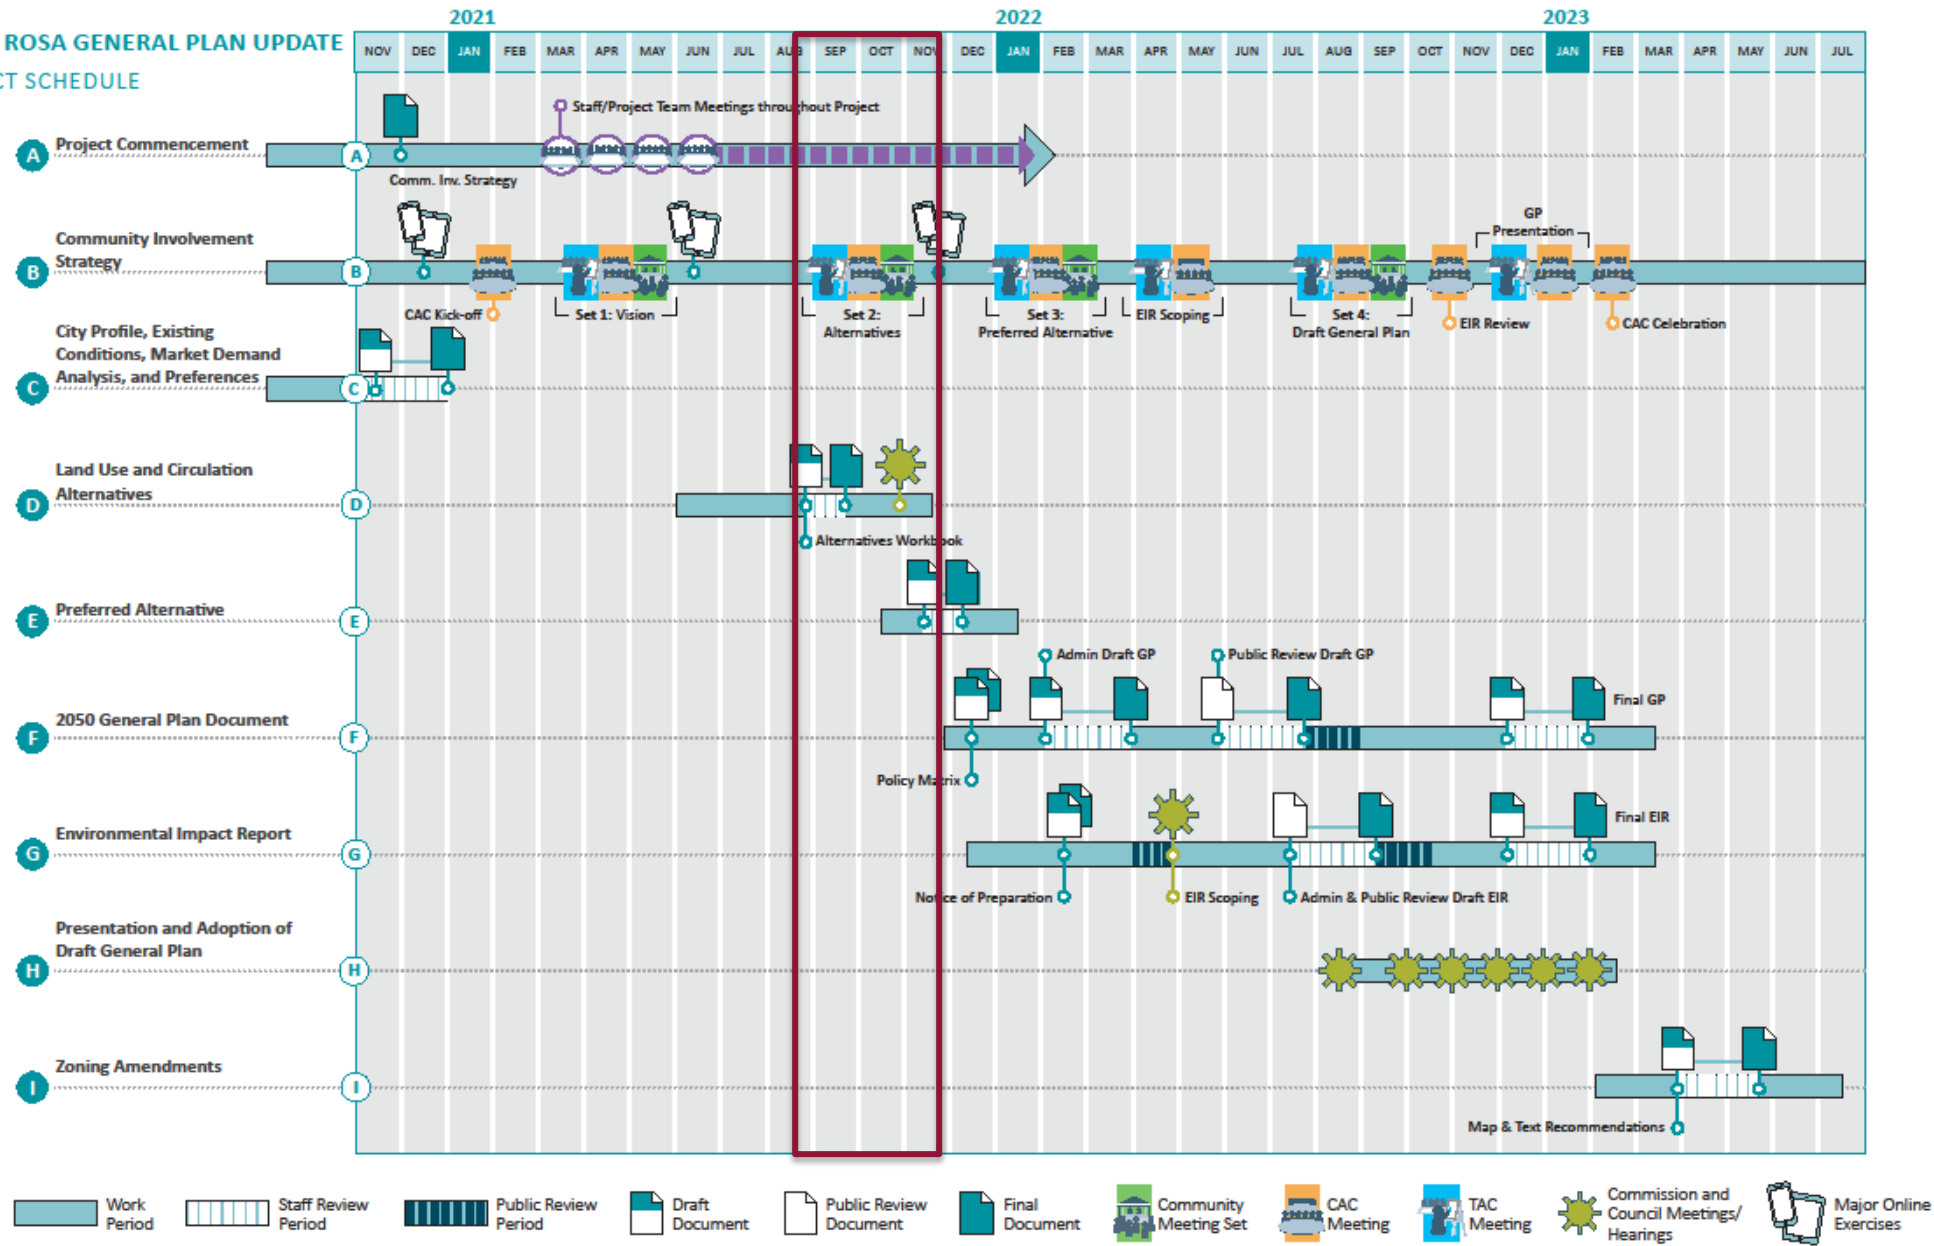 2021 2022 2023
ROSA GENERAL PLAN UPDATE
CT SCHEDULE
NOV DEC JAN FEB MAR APR MAY JUN JUL AUG SEP OCT NOV DEC JAN FEB MAR APR MAY JUN JUL AUG SEP OCT NOV DEC JAN FEB MAR APR MAY JUN JUL
Staff/Project Team Meetings throughout Project
A Project Commencement A
Comm. Inv. Strategy
GP
Presentation
B Community Involvement
Strategy B
CAC Kick-off
Set 1: Vision
Set 2:
Alternatives
Set 3:
Preferred Alternative
EIR Scoping
Set 4:
Draft General Plan
EIR Review
CAC Celebration
C City Profile, Existing
Conditions, Market Demand
Analysis, and Preferences C
D Land Use and Circulation
Alternatives D
Alternatives Workbook
E Preferred Alternative E
Admin Draft GP
Public Review Draft GP
F 2050 General Plan Document F
Final GP
Policy Matrix
G Environmental Impact Report G
Final EIR
Notice of Preparation
EIR Scoping
Admin & Public Review Draft EIR
H Presentation and Adoption of
Draft General Plan H
I Zoning Amendments I
Map & Text Recommendations
Work
Period
Staff Review
Period
Public Review
Period
Draft
Document
Public Review
Document
Final
Document
Community
Meeting Set
CAC
Meeting
TAC
Meeting
Commission and
Council Meetings/
Hearings
Major Online
Exercises